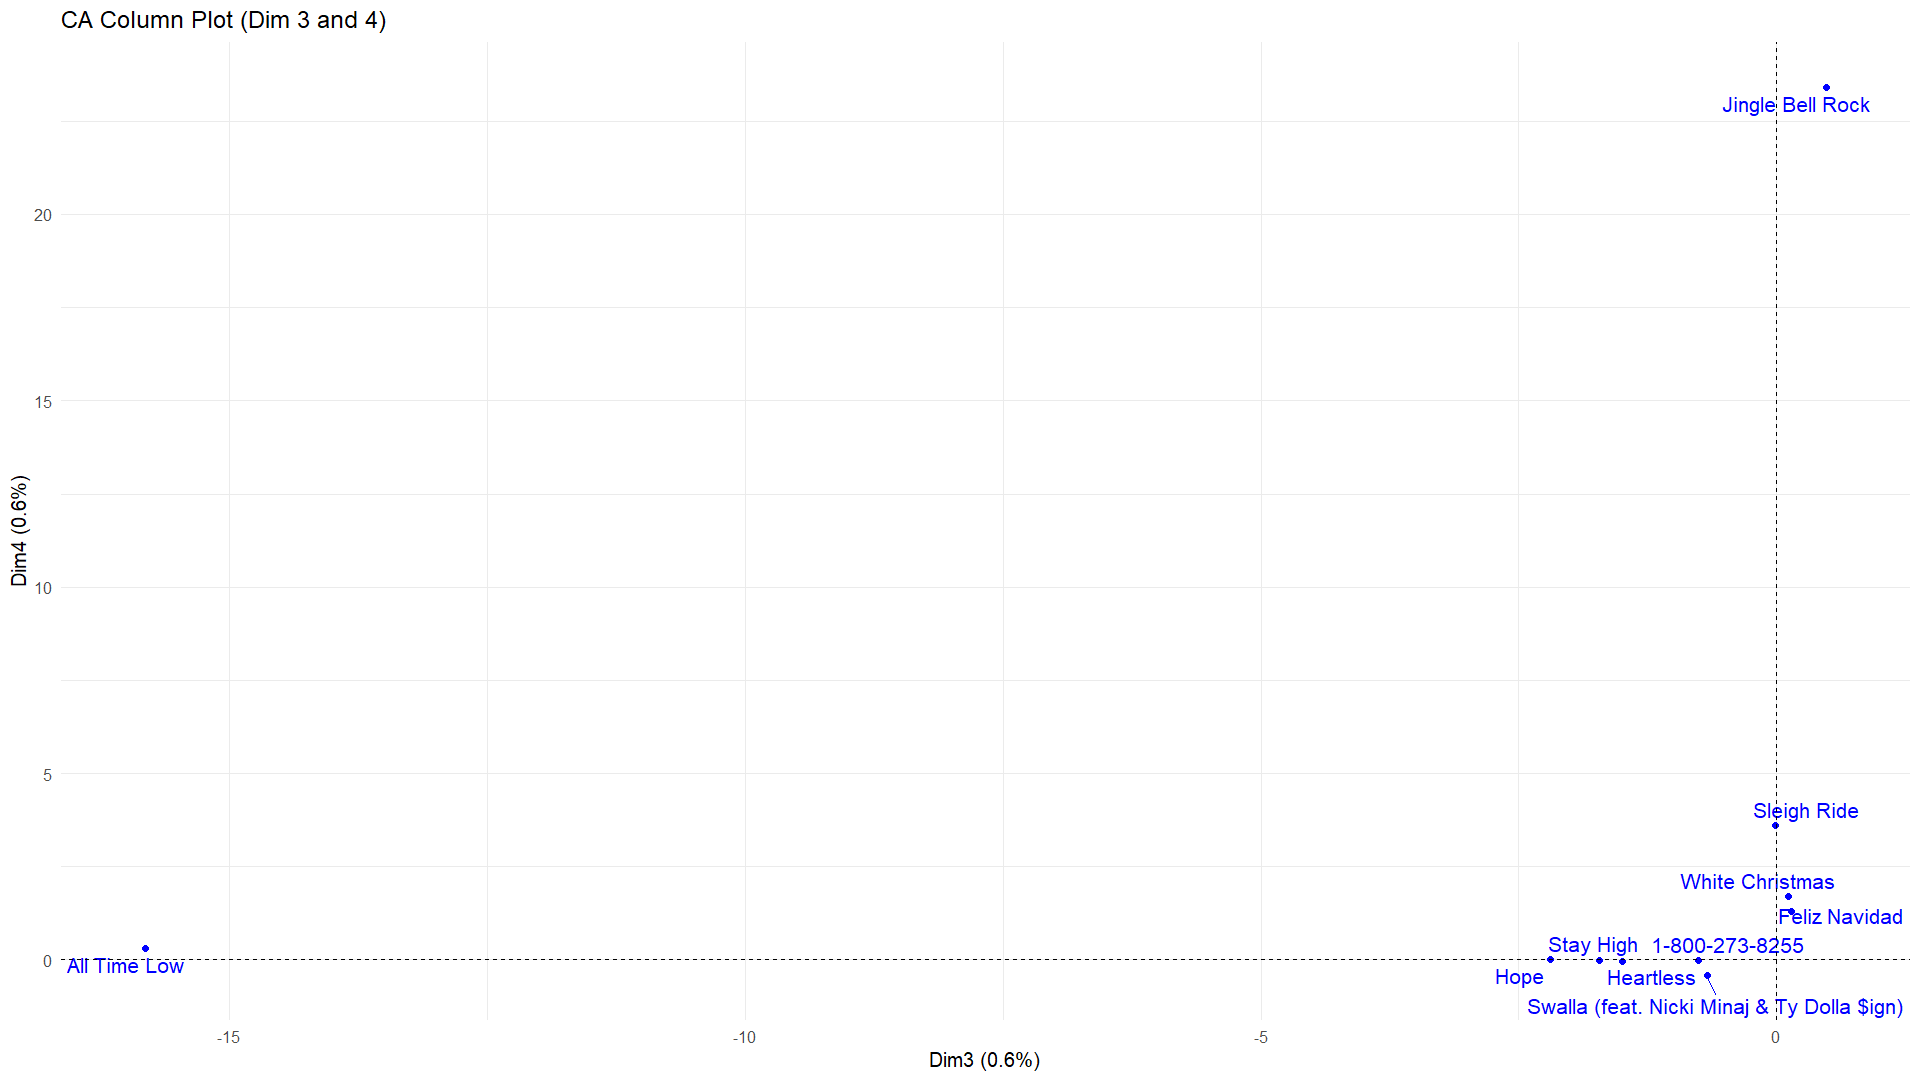 CA Column Plot (Dim 3 and 4)
Jingle Bell Rock
20
15
Dim4 (0.6%)
10
5
Sleigh Ride
White Christmas
Feliz Navidad
Stay High
1-800-273-8255
0
All Time Low
Hope
Heartless
Swalla (feat. Nicki Minaj & Ty Dolla $ign)
-15
-10
-5
0
Dim3 (0.6%)